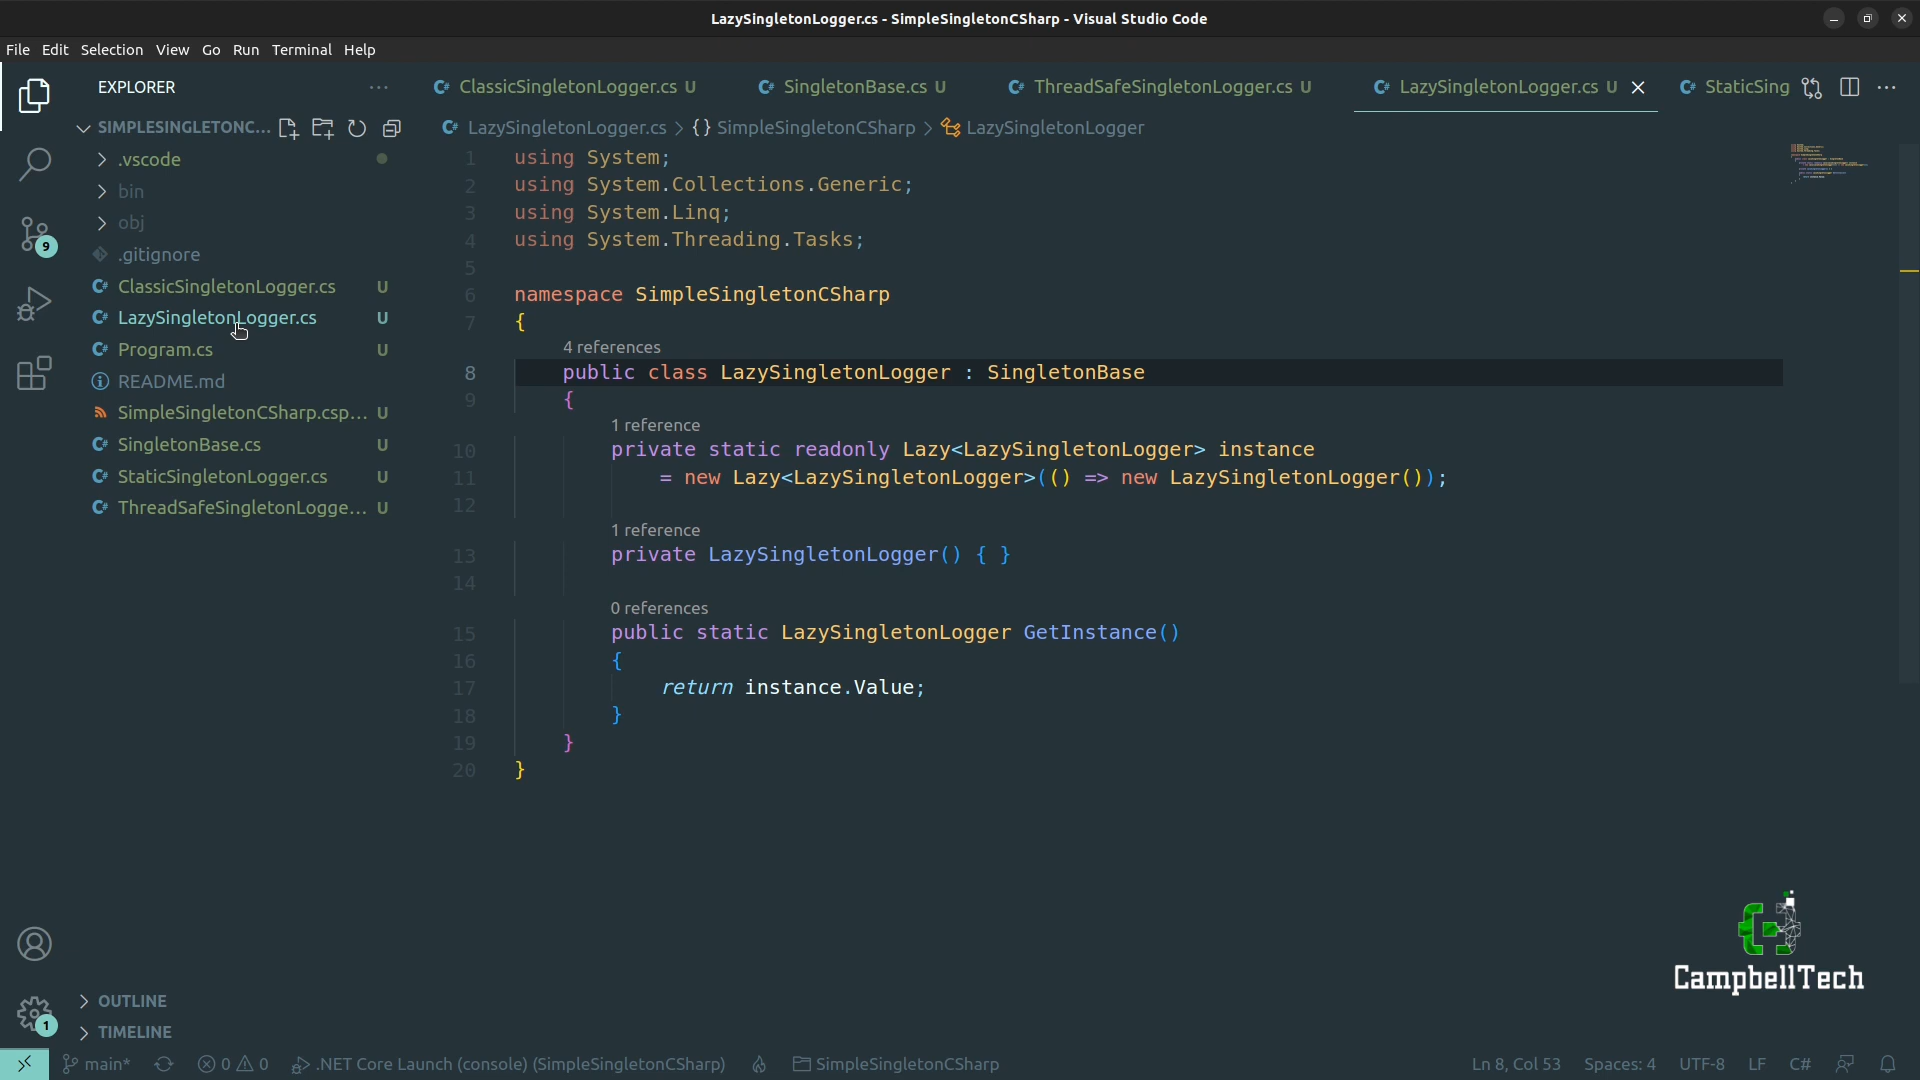 LazySingletonLogger.cs - SimpleSingletonCSharp - Visual Studio Code
File Edit Selection View Go Run Terminal Help
EXPLORER
SIMPLESINGLETONC...
.vscode
bin
obj
.gitignore
ClassicSingletonLogger.cs U
LazySingletonLogger.cs U
Program.cs U
README.md
SimpleSingletonCSharp.csp... U
SingletonBase.cs U
StaticSingletonLogger.cs U
ThreadSafeSingletonLogge... U
OUTLINE
TIMELINE
9
1
ClassicSingletonLogger.cs U SingletonBase.cs U ThreadSafeSingletonLogger.cs U LazySingletonLogger.cs U StaticSing
LazySingletonLogger.cs > {} SimpleSingletonCSharp > LazySingletonLogger
1 using System;
2 using System.Collections.Generic;
3 using System.Linq;
4 using System.Threading.Tasks;
5
6 namespace SimpleSingletonCSharp
7 {
4 references
8 public class LazySingletonLogger : SingletonBase
9 {
1 reference
10 private static readonly Lazy<LazySingletonLogger> instance
11 = new Lazy<LazySingletonLogger>(() => new LazySingletonLogger());
12
1 reference
13 private LazySingletonLogger() { }
14
0 references
15 public static LazySingletonLogger GetInstance()
16 {
17 return instance.Value;
18 }
19 }
20 }
CampbellTech
main* 0 0 .NET Core Launch (console) (SimpleSingletonCSharp) SimpleSingletonCSharp Ln 8, Col 53 Spaces: 4 UTF-8 LF C#